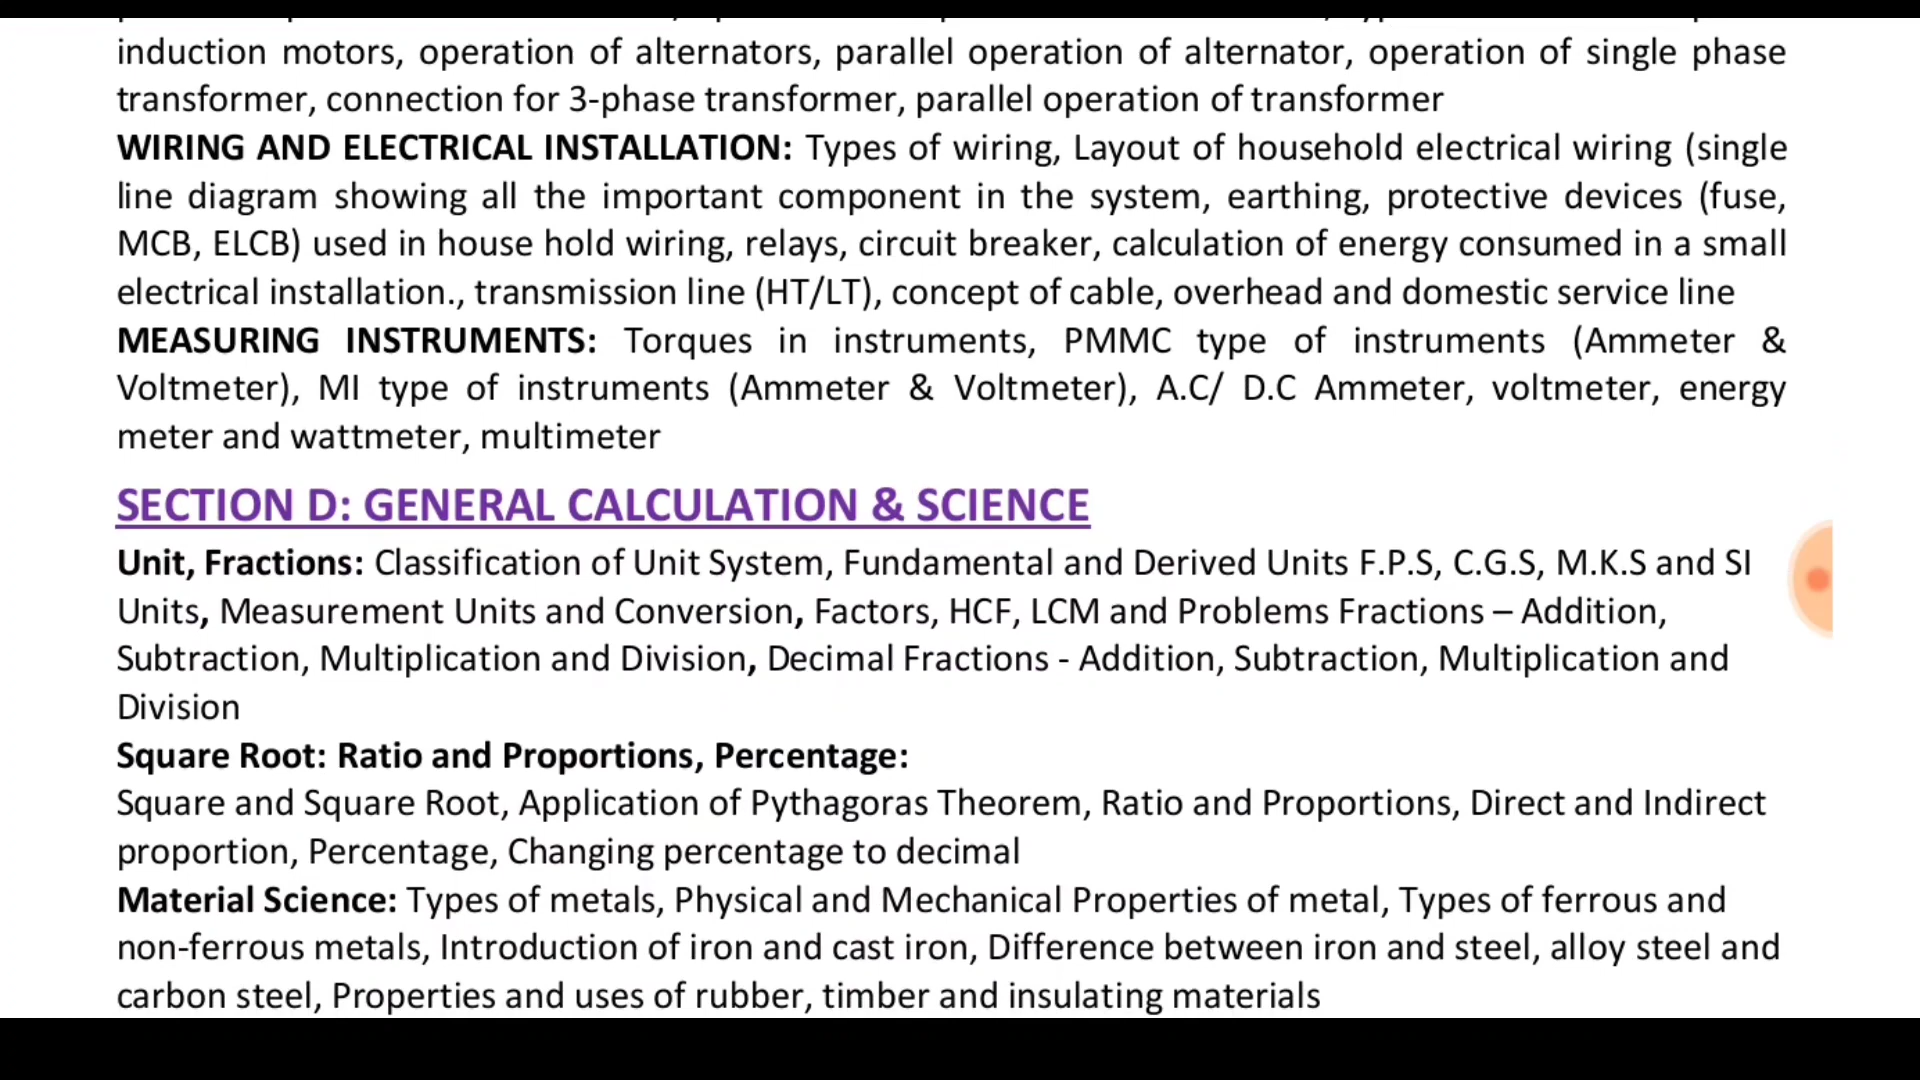 induction motors, operation of alternators, parallel operation of alternator, operation of single phase
transformer, connection for 3-phase transformer, parallel operation of transformer
WIRING AND ELECTRICAL INSTALLATION: Types of wiring, Layout of household electrical wiring (single
line diagram showing all the important component in the system, earthing, protective devices (fuse,
MCB, ELCB) used in house hold wiring, relays, circuit breaker, calculation of energy consumed in a small
electrical installation., transmission line (HT/LT), concept of cable, overhead and domestic service line
MEASURING INSTRUMENTS: Torques in instruments, PMMC type of instruments (Ammeter &
Voltmeter), MI type of instruments (Ammeter & Voltmeter), A.C/ D.C Ammeter, voltmeter, energy
meter and wattmeter, multimeter
SECTION D: GENERAL CALCULATION & SCIENCE
Unit, Fractions: Classification of Unit System, Fundamental and Derived Units F.P.S, C.G.S, M.K.S and SI
Units, Measurement Units and Conversion, Factors, HCF, LCM and Problems Fractions – Addition,
Subtraction, Multiplication and Division, Decimal Fractions - Addition, Subtraction, Multiplication and
Division
Square Root: Ratio and Proportions, Percentage:
Square and Square Root, Application of Pythagoras Theorem, Ratio and Proportions, Direct and Indirect
proportion, Percentage, Changing percentage to decimal
Material Science: Types of metals, Physical and Mechanical Properties of metal, Types of ferrous and
non-ferrous metals, Introduction of iron and cast iron, Difference between iron and steel, alloy steel and
carbon steel, Properties and uses of rubber, timber and insulating materials